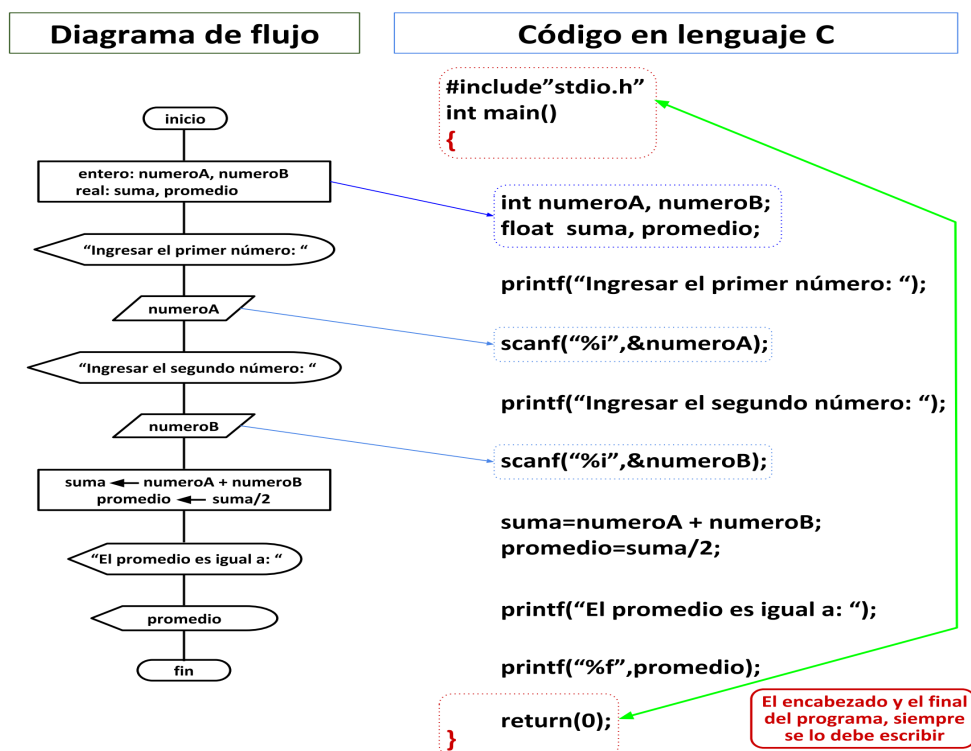 Diagrama de flujo
inicio
entero: numeroA, numeroB
real: suma, promedio
“Ingresar el primer número: “
numeroA
“Ingresar el segundo número: “
numeroB
suma ← numeroA + numeroB
promedio ← suma/2
“El promedio es igual a: “
promedio
fin
Código en lenguaje C
#include”stdio.h”
int main()
{
int numeroA, numeroB;
float suma, promedio;
printf(“Ingresar el primer número: “);
scanf(“%i”,&numeroA);
printf(“Ingresar el segundo número: “);
scanf(“%i”,&numeroB);
suma=numeroA + numeroB;
promedio=suma/2;
printf(“El promedio es igual a: “);
printf(“%f”,promedio);
return(0);
}
El encabezado y el final
del programa, siempre
se lo debe escribir